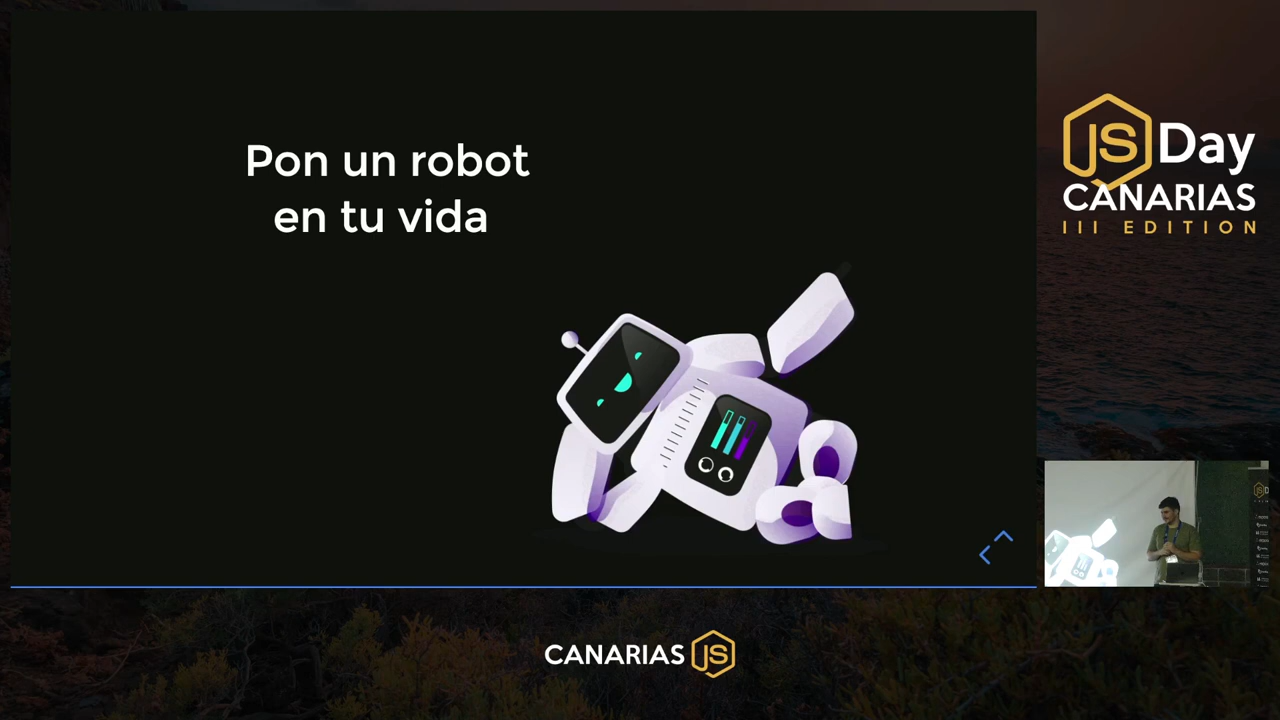 Pon un robot
en tu vida
JS Day
CANARIAS
III EDITION
CANARIAS JS